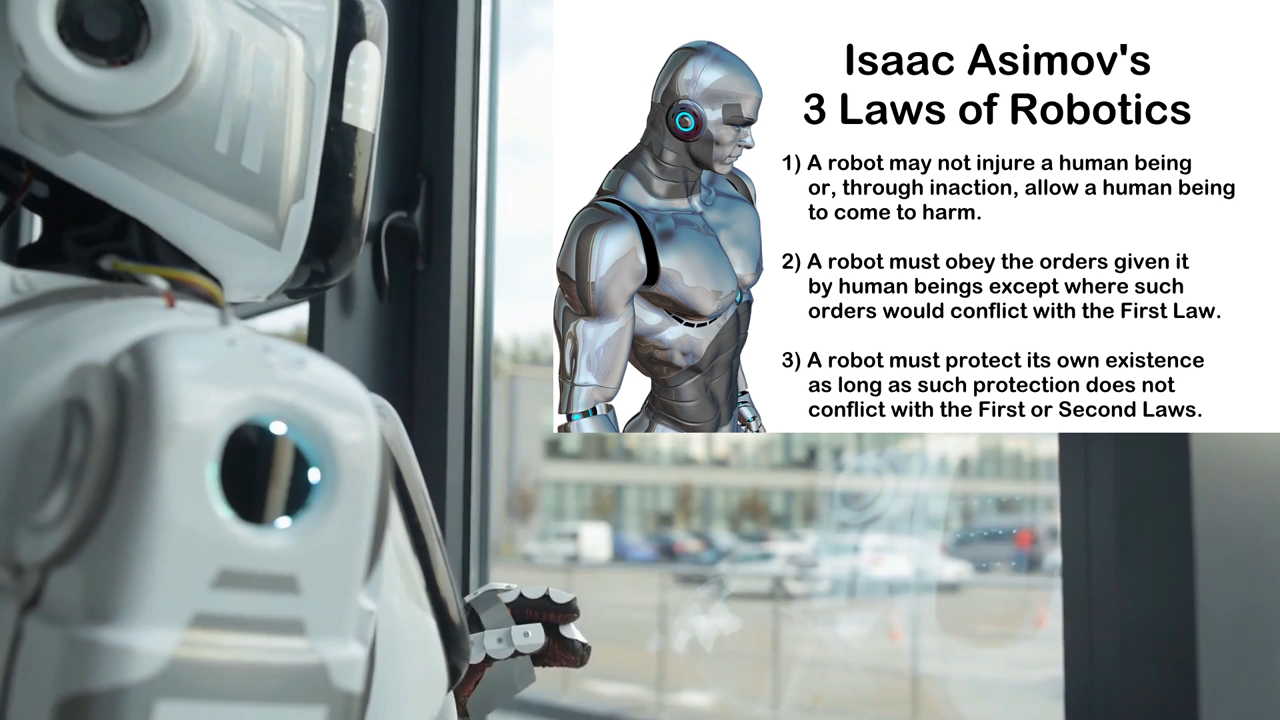 Isaac Asimov's
3 Laws of Robotics
1) A robot may not injure a human being
or, through inaction, allow a human being
to come to harm.
2) A robot must obey the orders given it
by human beings except where such
orders would conflict with the First Law.
3) A robot must protect its own existence
as long as such protection does not
conflict with the First or Second Laws.